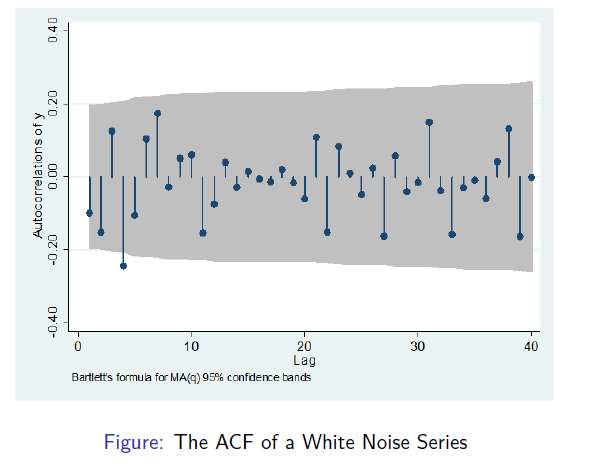 0.40
0.20
0.00
-0.20
-0.40
Autocorrelations of y
0 10 20 30 40
Lag
Bartlett's formula for MA(q) 95% confidence bands
Figure: The ACF of a White Noise Series